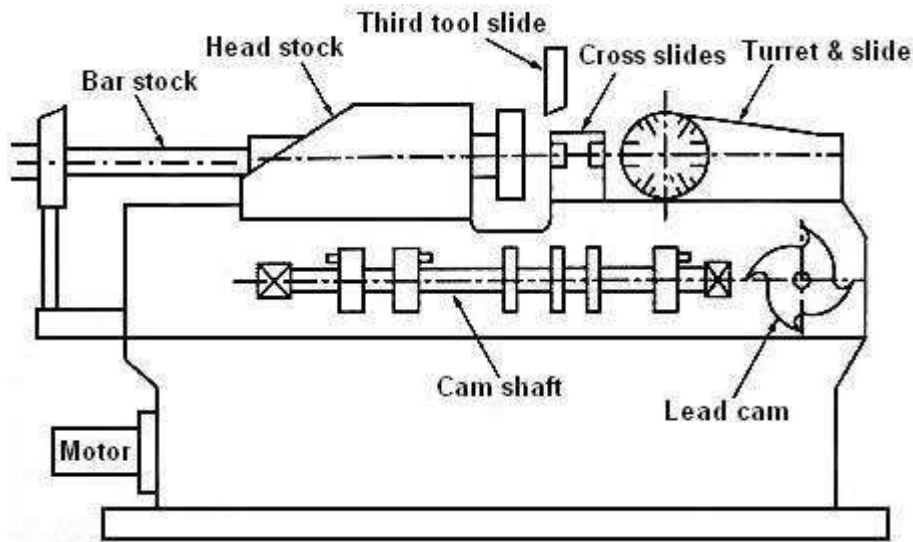 Third tool slide
Head stock
Cross slides
Turret & slide
Bar stock
Cam shaft
Lead cam
Motor